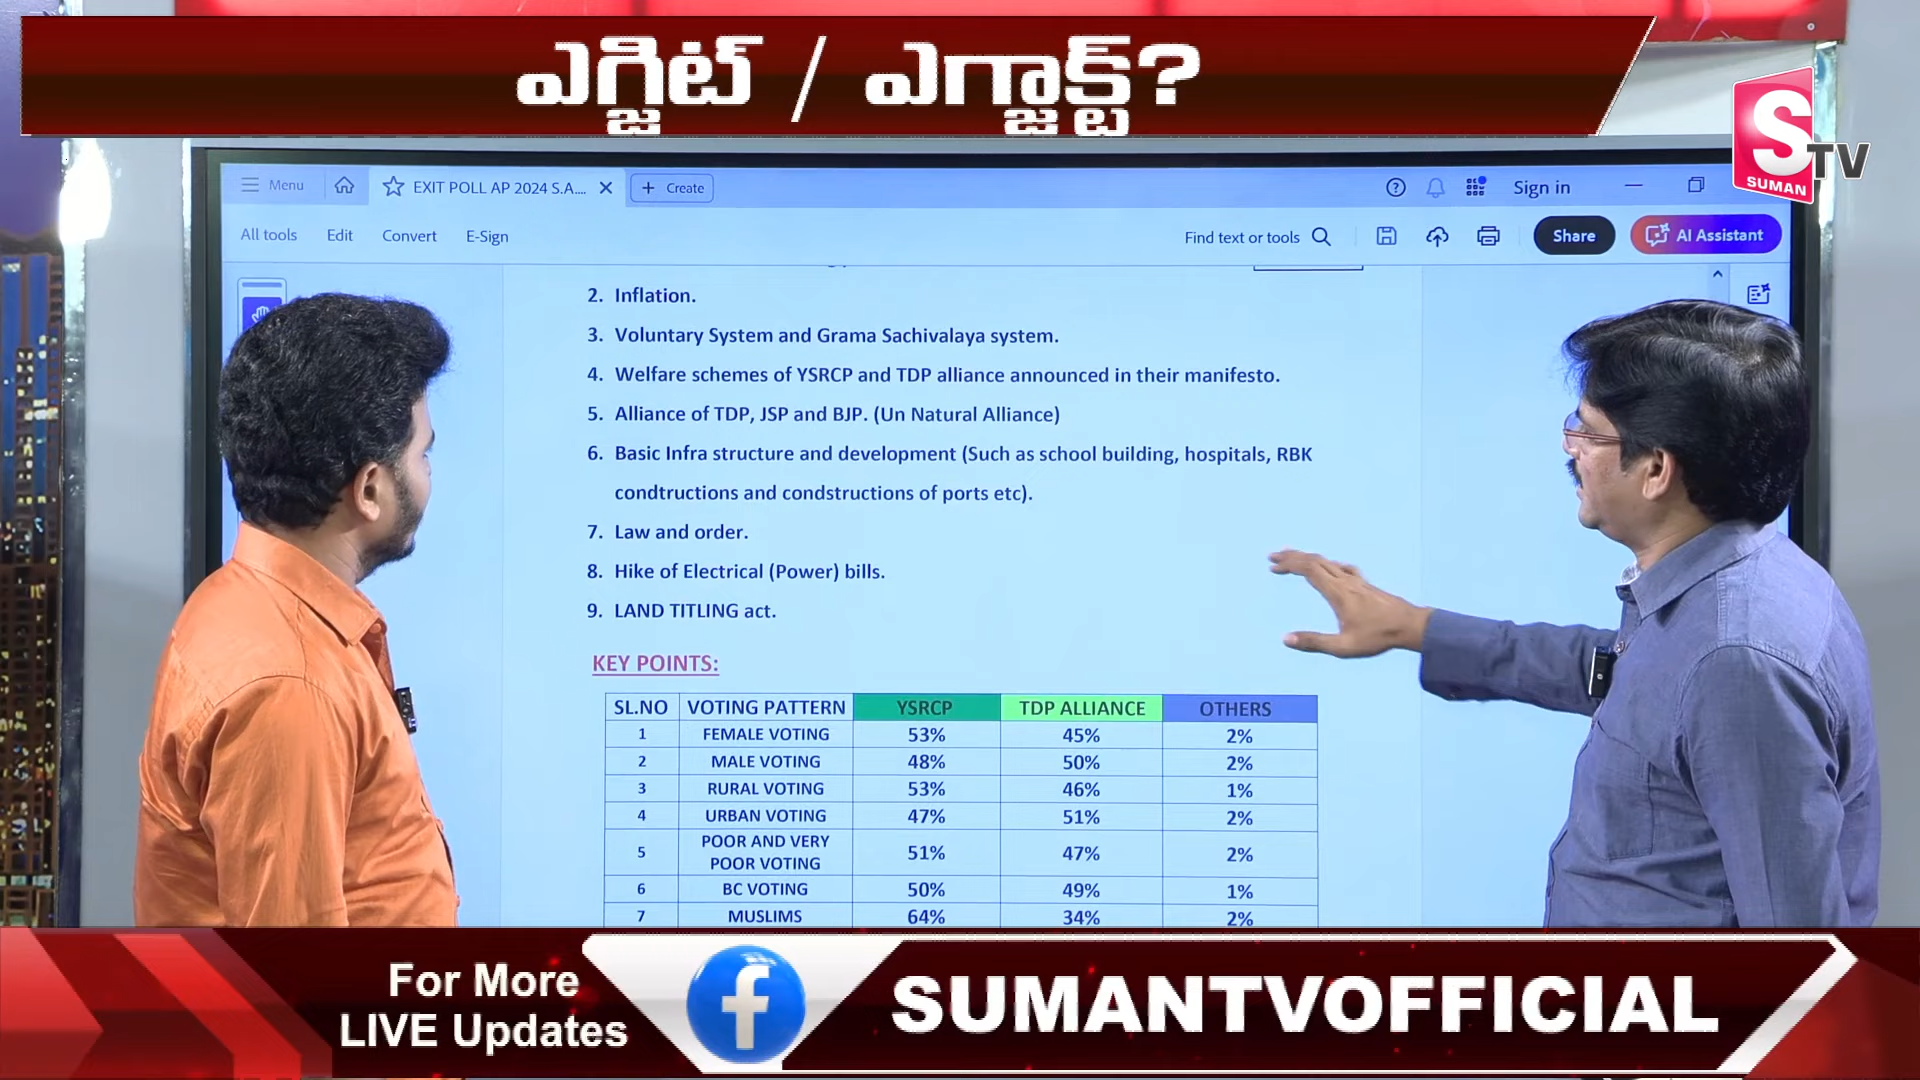 ఎగ్జిట్ / ఎగ్జాక్ట్?
S
TV
SUMAN
Menu
EXIT POLL AP 2024 S.A....
Create
Sign in
All tools
Edit
Convert
E-Sign
Find text or tools
Share
AI Assistant
2. Inflation.
3. Voluntary System and Grama Sachivalaya system.
4. Welfare schemes of YSRCP and TDP alliance announced in their manifesto.
5. Alliance of TDP, JSP and BJP. (Un Natural Alliance)
6. Basic Infra structure and development (Such as school building, hospitals, RBK
condtructions and condstructions of ports etc).
7. Law and order.
8. Hike of Electrical (Power) bills.
9. LAND TITLING act.
KEY POINTS:
SL.NO VOTING PATTERN YSRCP TDP ALLIANCE OTHERS
1 FEMALE VOTING 53% 45% 2%
2 MALE VOTING 48% 50% 2%
3 RURAL VOTING 53% 46% 1%
4 URBAN VOTING 47% 51% 2%
5 POOR AND VERY
POOR VOTING 51% 47% 2%
6 BC VOTING 50% 49% 1%
7 MUSLIMS 64% 34% 2%
For More
LIVE Updates
f
SUMANTVOFFICIAL